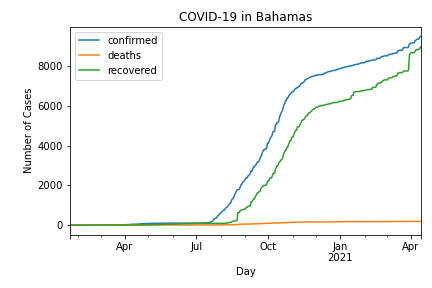 COVID-19 in Bahamas
confirmed
deaths
recovered
Number of Cases
8000
6000
4000
2000
0
Apr Jul Oct Jan Apr
2021
Day